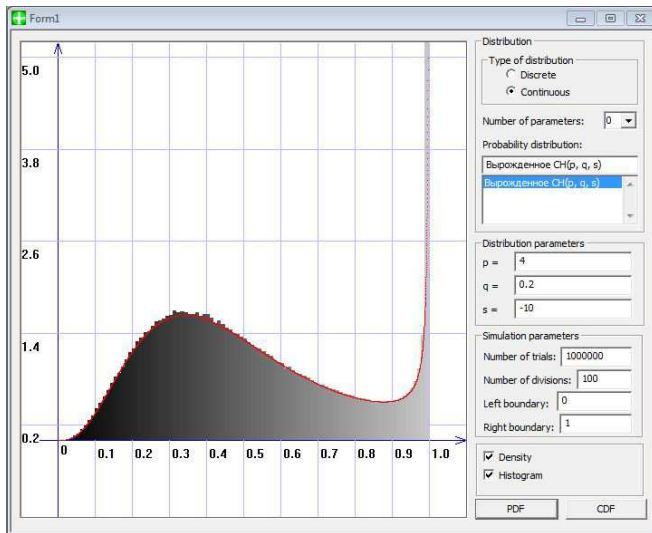 Form1
5.0
3.8
2.6
1.4
0.2
0 0.1 0.2 0.3 0.4 0.5 0.6 0.7 0.8 0.9 1.0
Distribution
Type of distribution
Discrete
Continuous
Number of parameters: 0
Probability distribution:
Вырожденное CH(p, q, s)
Вырожденное CH(p, q, s)
Distribution parameters
p = 4
q = 0.2
s = -10
Simulation parameters
Number of trials: 1000000
Number of divisions: 100
Left boundary: 0
Right boundary: 1
Density
Histogram
PDF CDF